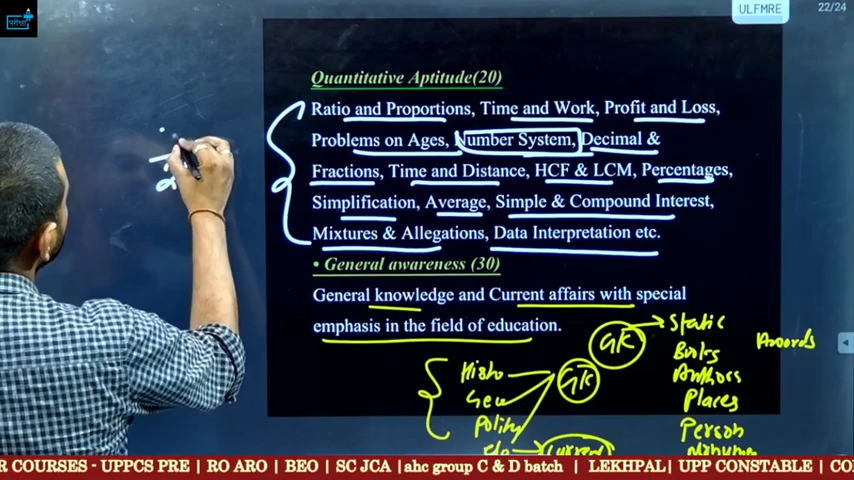 परीक्षा
ULFMRE
22/24
Quantitative Aptitude(20)
Ratio and Proportions, Time and Work, Profit and Loss,
Problems on Ages, Number System, Decimal &
Fractions, Time and Distance, HCF & LCM, Percentages,
Simplification, Average, Simple & Compound Interest,
Mixtures & Allegations, Data Interpretation etc.
• General awareness (30)
General knowledge and Current affairs with special
emphasis in the field of education.
GK
Static
Books
Awards
Authors
Places
Person
Histo
GK
Geo
Polity
Current
R COURSES - UPPCS PRE | RO ARO | BEO | SC JCA |ahc group C & D batch | LEKHPAL| UPP CONSTABLE | CO